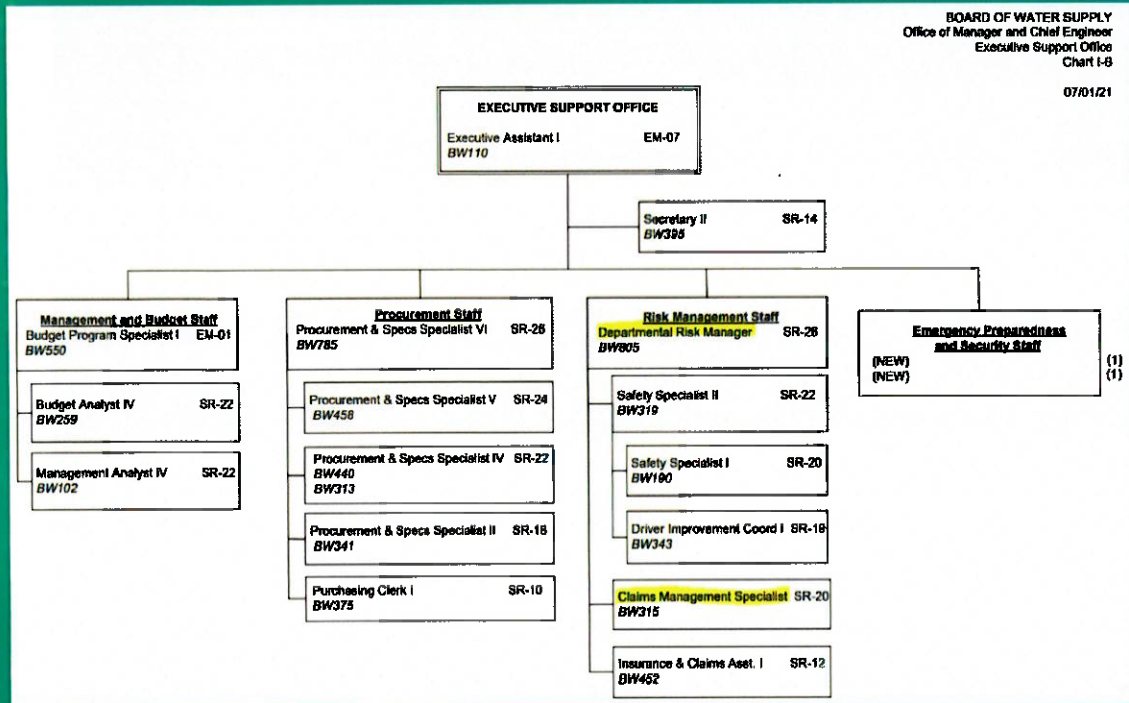 BOARD OF WATER SUPPLY
Office of Manager and Chief Engineer
Executive Support Office
Chart I-B
07/01/21
EXECUTIVE SUPPORT OFFICE
Executive Assistant I EM-07
BW110
Secretary II SR-14
BW395
Management and Budget Staff
Budget Program Specialist I EM-01
BW550
Budget Analyst IV SR-22
BW259
Management Analyst IV SR-22
BW102
Procurement Staff
Procurement & Specs Specialist VI SR-26
BW785
Procurement & Specs Specialist V SR-24
BW458
Procurement & Specs Specialist IV SR-22
BW440
BW313
Procurement & Specs Specialist II SR-18
BW341
Purchasing Clerk I SR-10
BW375
Risk Management Staff
Departmental Risk Manager SR-26
BW805
Safety Specialist II SR-22
BW319
Safety Specialist I SR-20
BW190
Driver Improvement Coord I SR-18
BW343
Claims Management Specialist SR-20
BW315
Insurance & Claims Asst. I SR-12
BW452
Emergency Preparedness
and Security Staff
(NEW) (1)
(NEW) (1)